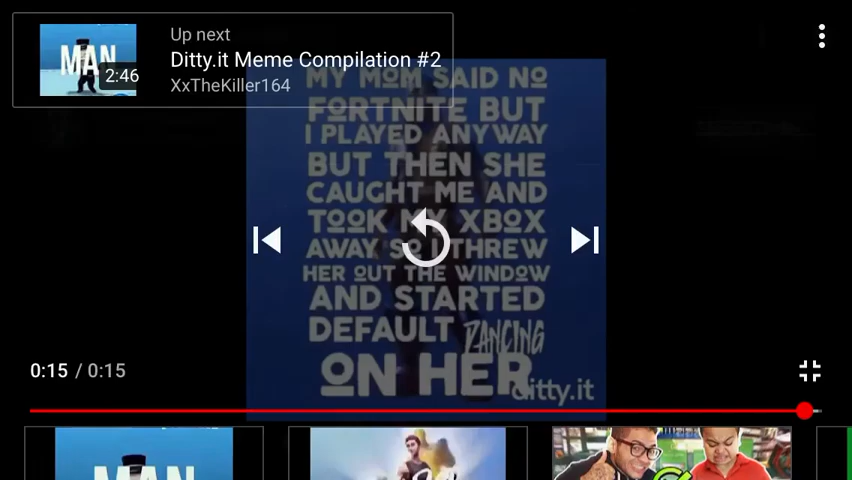 Up next
Ditty.it Meme Compilation #2
XxTheKiller164
MAN
2:46
MY MOM SAID NO
FORTNITE BUT
I PLAYED ANYWAY
BUT THEN SHE
CAUGHT ME AND
TOOK MY XBOX
AWAY SO I THREW
HER OUT THE WINDOW
AND STARTED
DEFAULT DANCING
ON HER
ditty.it
0:15 / 0:15
MAN